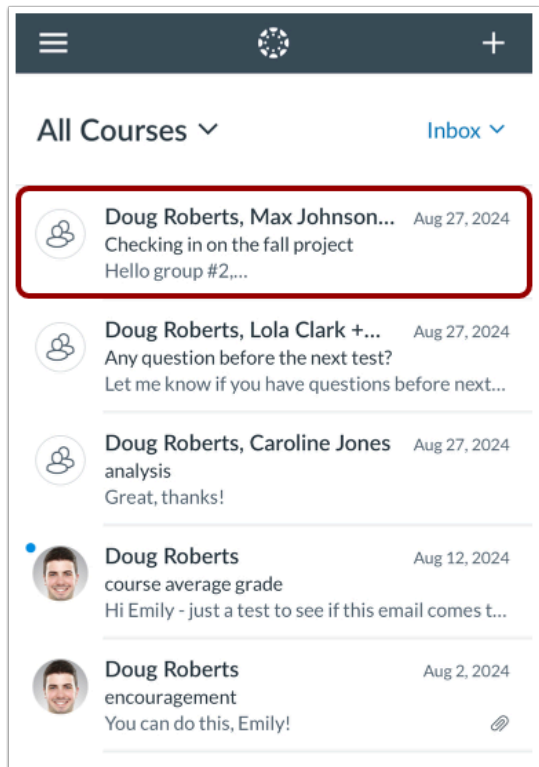 All Courses
Inbox
Doug Roberts, Max Johnson... Aug 27, 2024
Checking in on the fall project
Hello group #2,...
Doug Roberts, Lola Clark +... Aug 27, 2024
Any question before the next test?
Let me know if you have questions before next...
Doug Roberts, Caroline Jones Aug 27, 2024
analysis
Great, thanks!
Doug Roberts Aug 12, 2024
course average grade
Hi Emily - just a test to see if this email comes t...
Doug Roberts Aug 2, 2024
encouragement
You can do this, Emily!